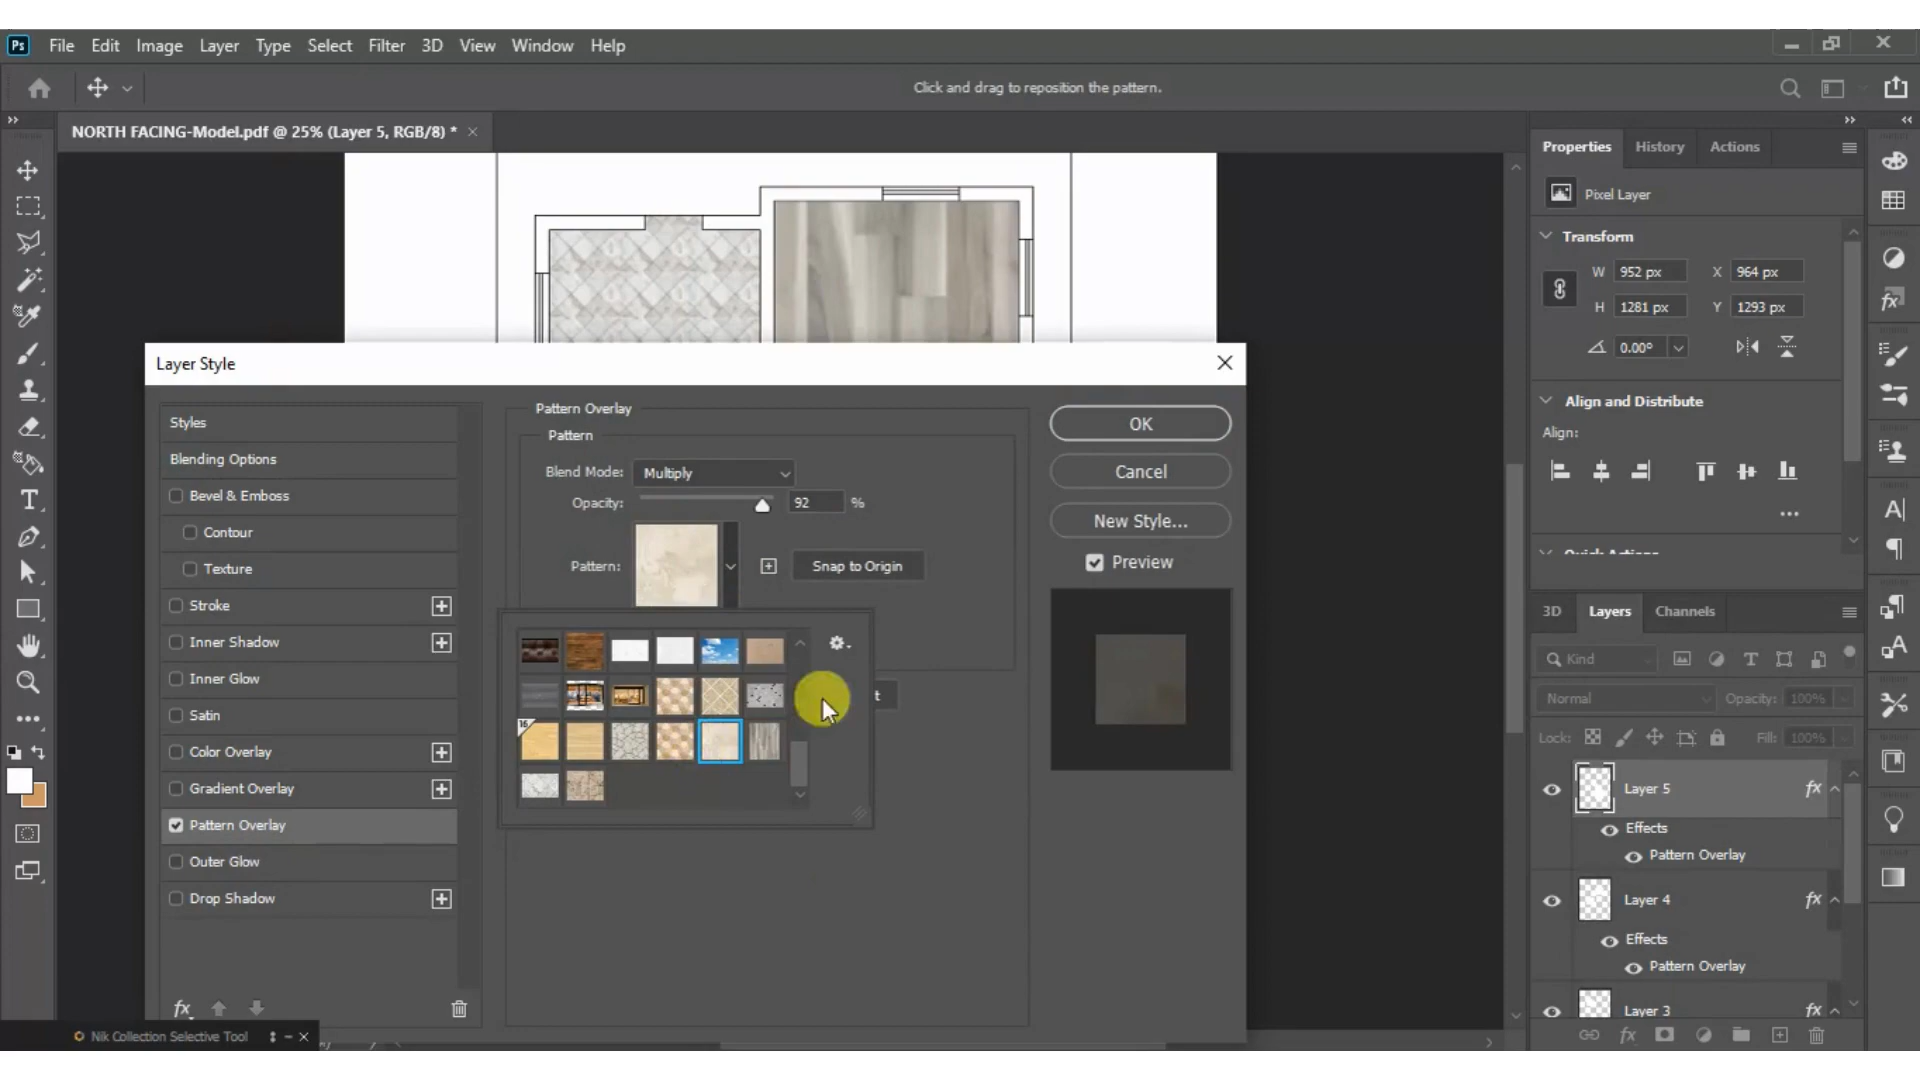 Ps File Edit Image Layer Type Select Filter 3D View Window Help
Click and drag to reposition the pattern.
NORTH FACING-Model.pdf @ 25% (Layer 5, RGB/8) *
Properties History Actions
Pixel Layer
Transform
W 952 px X 964 px
H 1281 px Y 1293 px
0.00°
Align and Distribute
Align:
Layer Style
Styles
Blending Options
Bevel & Emboss
Contour
Texture
Stroke
Inner Shadow
Inner Glow
Satin
Color Overlay
Gradient Overlay
Pattern Overlay
Outer Glow
Drop Shadow
fx
Pattern Overlay
Pattern
Blend Mode: Multiply
Opacity: 92 %
Pattern: Snap to Origin
16
t
OK
Cancel
New Style...
Preview
3D Layers Channels
Kind
Normal Opacity: 100%
Lock: Fill: 100%
Layer 5 fx
Effects
Pattern Overlay
Layer 4 fx
Effects
Pattern Overlay
Layer 3 fx
Nik Collection Selective Tool